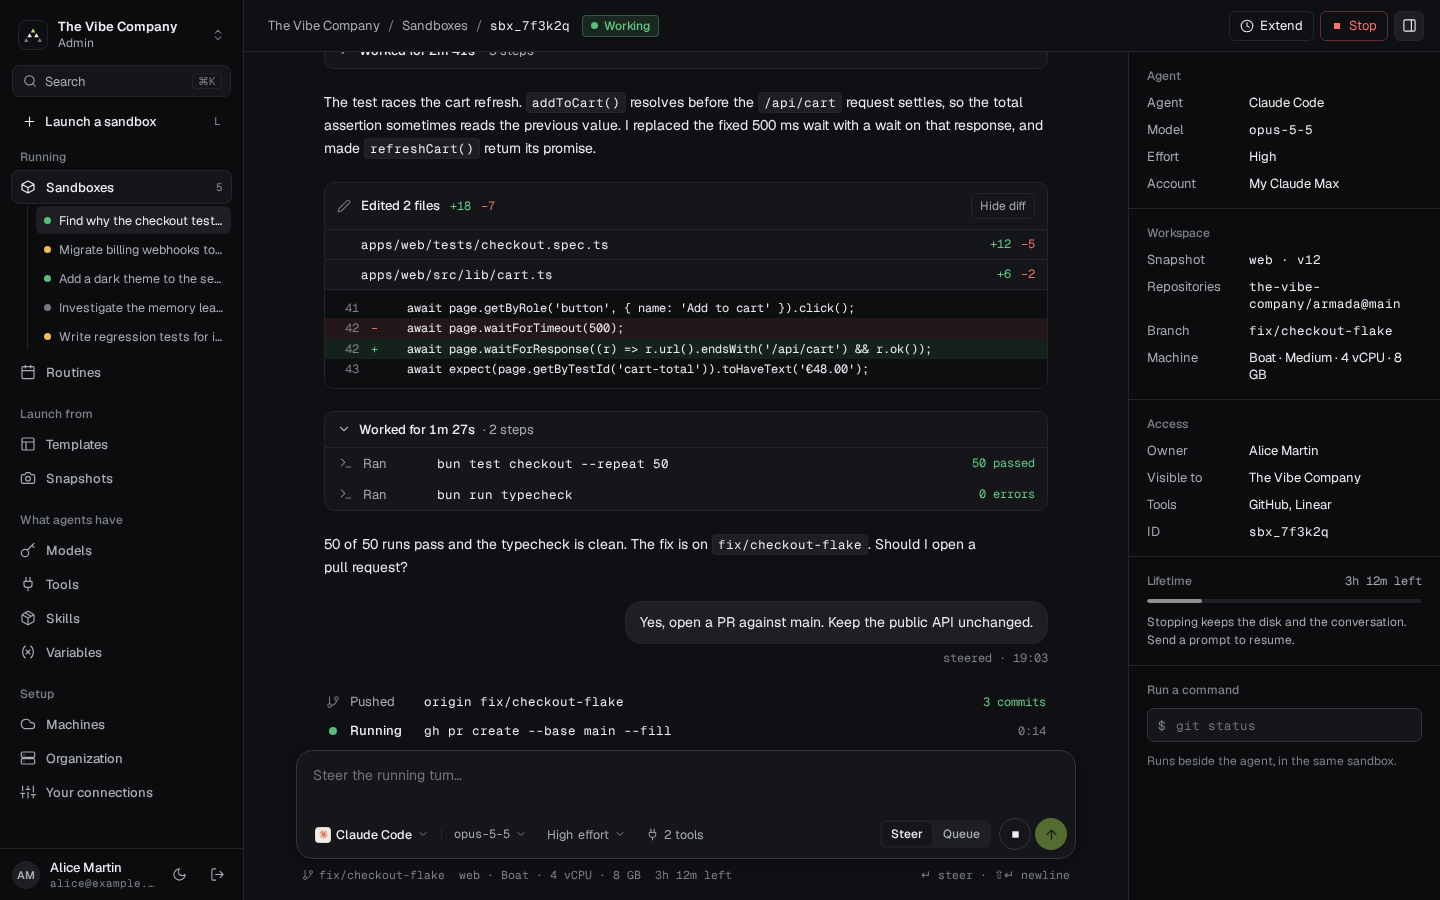 The Vibe Company
Admin
Search ⌘K
Launch a sandbox L
Running
Sandboxes 5
Find why the checkout test...
Migrate billing webhooks to...
Add a dark theme to the se...
Investigate the memory lea...
Write regression tests for i...
Routines
Launch from
Templates
Snapshots
What agents have
Models
Tools
Skills
Variables
Setup
Machines
Organization
Your connections
AM Alice Martin
alice@example.…
The Vibe Company / Sandboxes / sbx_7f3k2q Working
Extend Stop
Worked for 2m 41s · 3 steps
The test races the cart refresh. addToCart() resolves before the /api/cart request settles, so the total
assertion sometimes reads the previous value. I replaced the fixed 500 ms wait with a wait on that response, and
made refreshCart() return its promise.
Edited 2 files +18 −7 Hide diff
apps/web/tests/checkout.spec.ts +12 −5
apps/web/src/lib/cart.ts +6 −2
41 await page.getByRole('button', { name: 'Add to cart' }).click();
42 − await page.waitForTimeout(500);
42 + await page.waitForResponse((r) => r.url().endsWith('/api/cart') && r.ok());
43 await expect(page.getByTestId('cart-total')).toHaveText('€48.00');
Worked for 1m 27s · 2 steps
Ran bun test checkout --repeat 50 50 passed
Ran bun run typecheck 0 errors
50 of 50 runs pass and the typecheck is clean. The fix is on fix/checkout-flake. Should I open a
pull request?
Yes, open a PR against main. Keep the public API unchanged.
steered · 19:03
Pushed origin fix/checkout-flake 3 commits
Running gh pr create --base main --fill 0:14
Steer the running turn…
Claude Code opus-5-5 High effort 2 tools Steer Queue
fix/checkout-flake web · Boat · 4 vCPU · 8 GB 3h 12m left ↵ steer · ⇧↵ newline
Agent
Agent Claude Code
Model opus-5-5
Effort High
Account My Claude Max
Workspace
Snapshot web · v12
Repositories the-vibe-
company/armada@main
Branch fix/checkout-flake
Machine Boat · Medium · 4 vCPU · 8
GB
Access
Owner Alice Martin
Visible to The Vibe Company
Tools GitHub, Linear
ID sbx_7f3k2q
Lifetime 3h 12m left
Stopping keeps the disk and the conversation.
Send a prompt to resume.
Run a command
$ git status
Runs beside the agent, in the same sandbox.